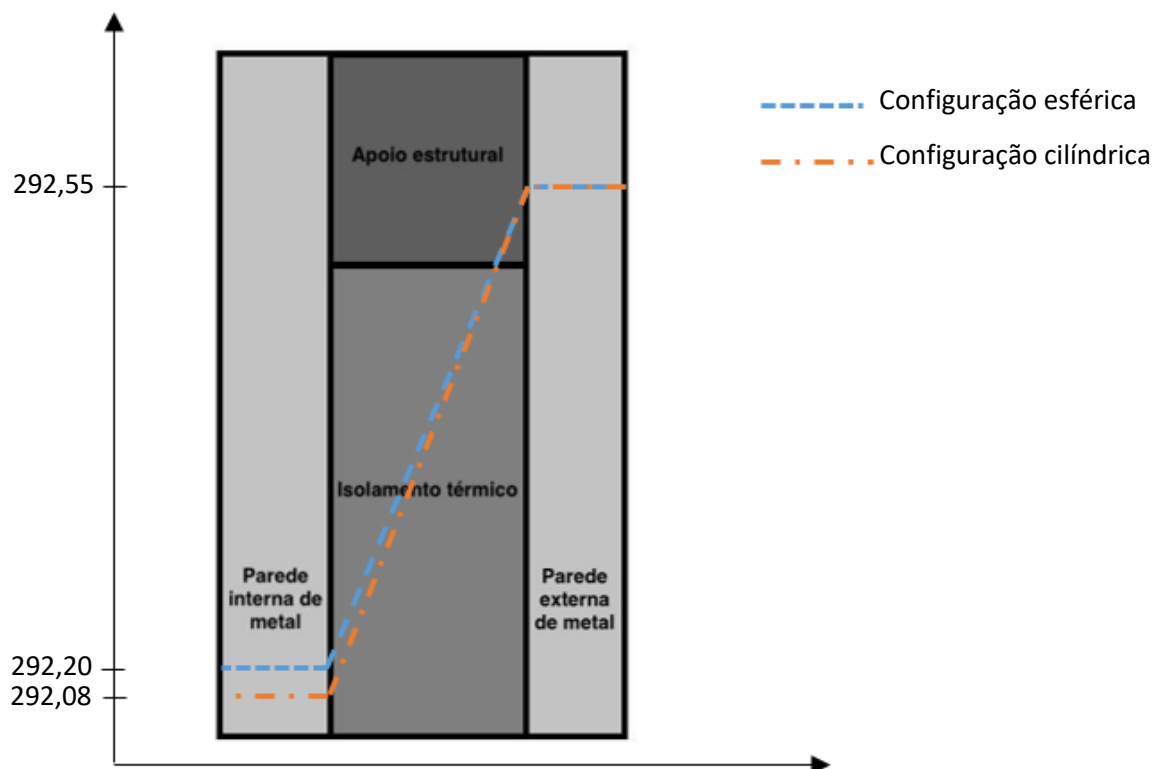 Configuração esférica
Configuração cilíndrica
Apoio estrutural
292,55
Isolamento térmico
Parede
interna de
metal
Parede
externa
de metal
292,20
292,08